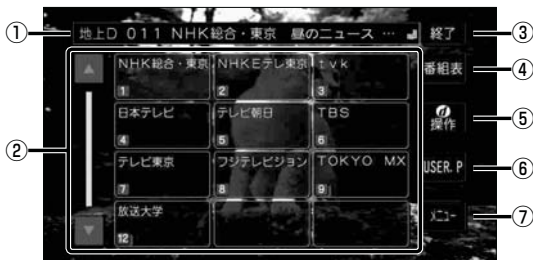 ① 地上D 011 NHK総合・東京 昼のニュース … 終了 ③
② NHK総合・東京 NHKEテレ東京 tvk 番組表 ④
1 2 3
日本テレビ テレビ朝日 TBS d 操作 ⑤
4 5 6
テレビ東京 フジテレビジョン TOKYO MX USER.P ⑥
7 8 9
放送大学 メニュー ⑦
12